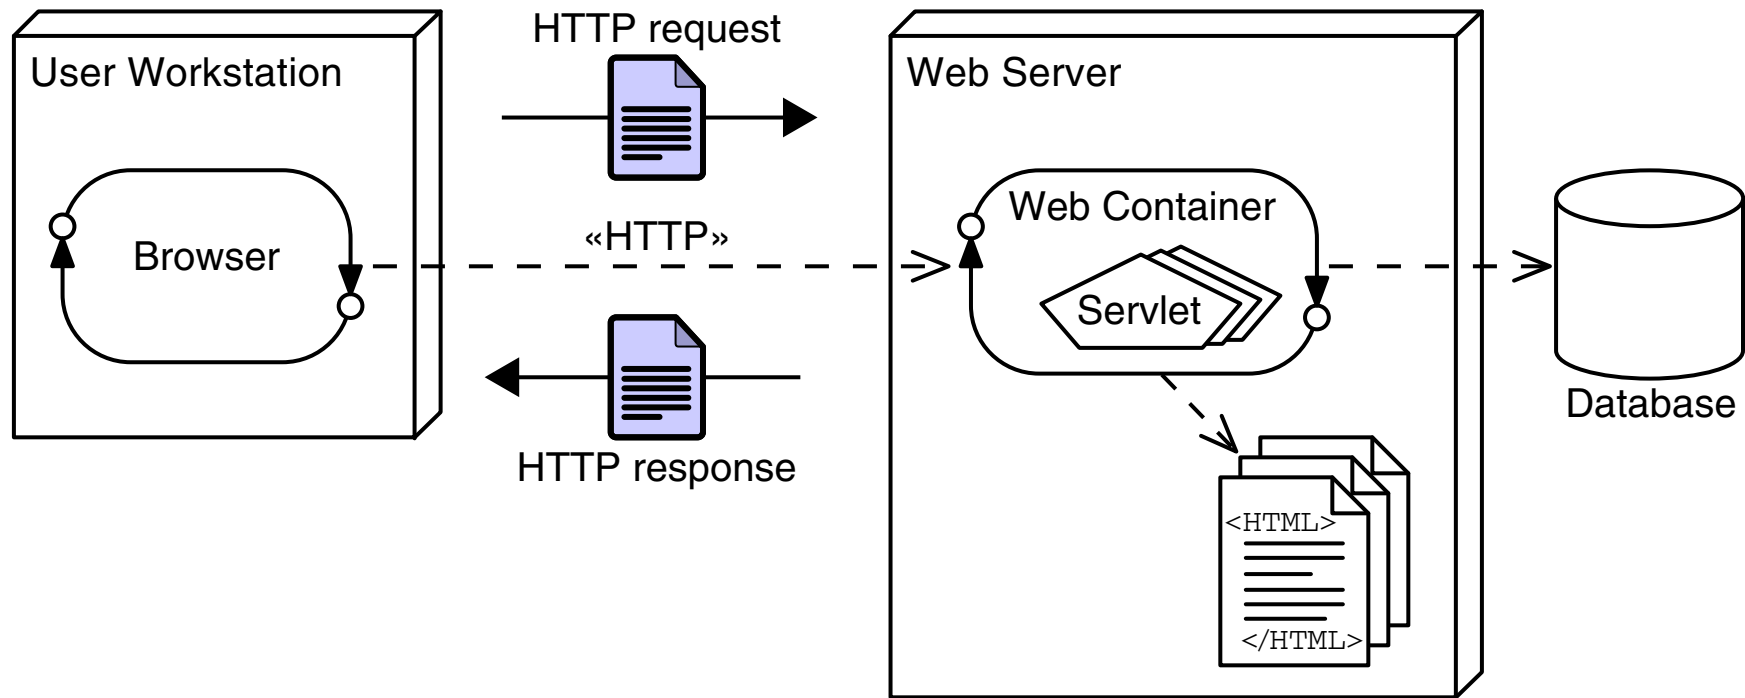 HTTP request
User Workstation
Web Server
Web Container
«HTTP»
Browser
Servlet
Database
HTTP response
<HTML>
</HTML>